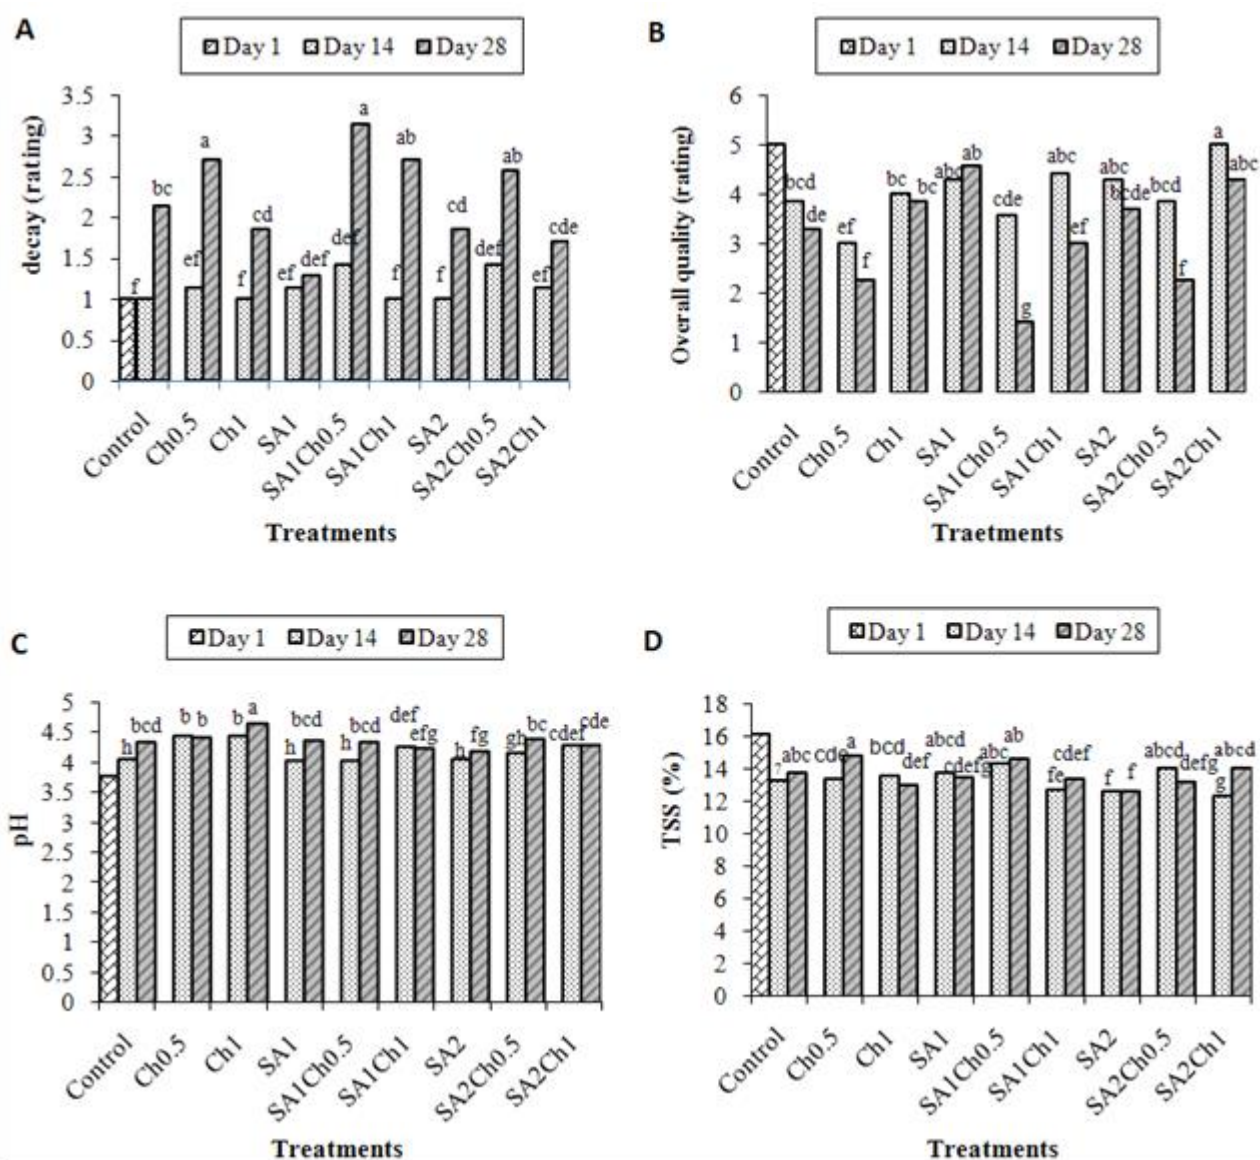 A
Day 1 Day 14 Day 28
decay (rating)
3.5
3
2.5
2
1.5
1
0.5
0
f bc ef a f cd ef def def a f ab f cd def ab ef cde
Control Ch0.5 Ch1 SA1 SA1Ch0.5 SA1Ch1 SA2 SA2Ch0.5 SA2Ch1
Treatments
B
Day 1 Day 14 Day 28
Overall quality (rating)
6
5
4
3
2
1
0
bcd de ef f bc bc abc ab cde g abc ef abc bcde bcd f a abc
Control Ch0.5 Ch1 SA1 SA1Ch0.5 SA1Ch1 SA2 SA2Ch0.5 SA2Ch1
Traetments
C
Day 1 Day 14 Day 28
pH
5
4.5
4
3.5
3
2.5
2
1.5
1
0.5
0
h bcd b b b a h bcd h bcd def efg h fg gh bc cdef cde
Control Ch0.5 Ch1 SA1 SA1Ch0.5 SA1Ch1 SA2 SA2Ch0.5 SA2Ch1
Treatments
D
Day 1 Day 14 Day 28
TSS (%)
18
16
14
12
10
8
6
4
2
0
abc cde a bcd def abcd cdefg abc ab fe cdef f f abcd defg g abcd
Control Ch0.5 Ch1 SA1 SA1Ch0.5 SA1Ch1 SA2 SA2Ch0.5 SA2Ch1
Treatments